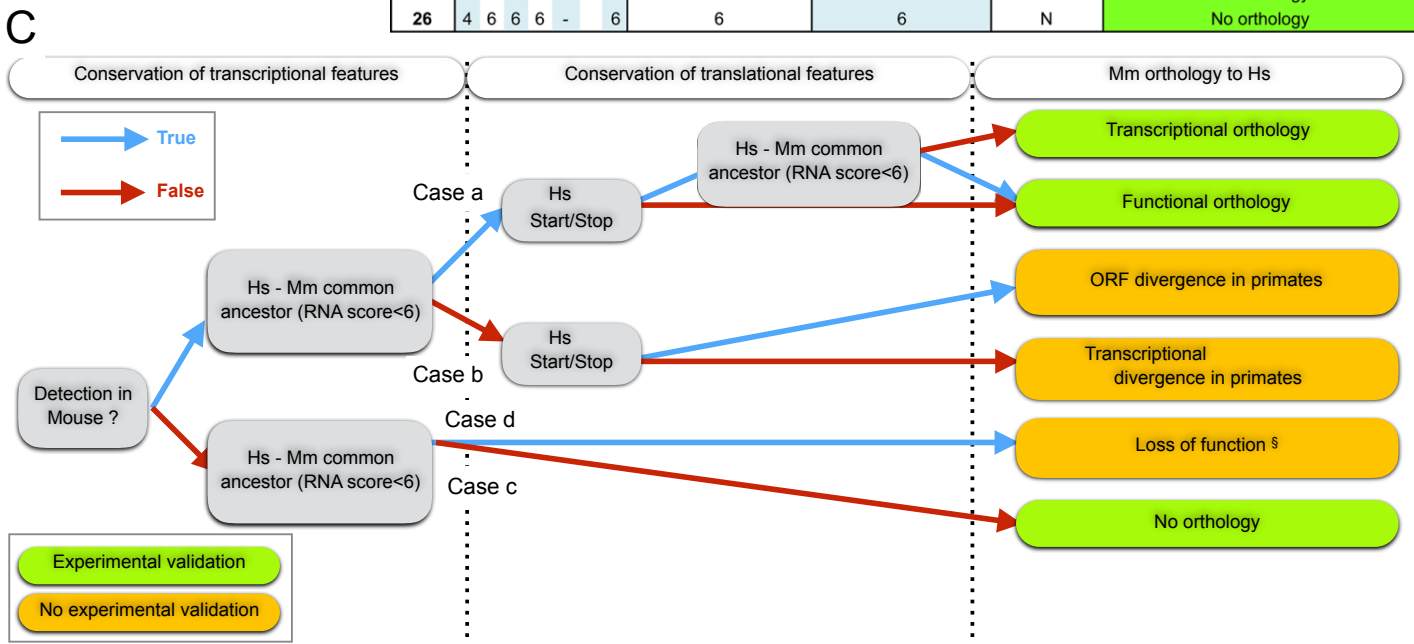 26 4 6 6 6 - 6 6 6 N No orthology
C
Conservation of transcriptional features
Conservation of translational features
Mm orthology to Hs
True
False
Case a
Hs
Start/Stop
Hs - Mm common
ancestor (RNA score<6)
Transcriptional orthology
Functional orthology
Hs - Mm common
ancestor (RNA score<6)
Case b
Hs
Start/Stop
ORF divergence in primates
Transcriptional
divergence in primates
Detection in
Mouse ?
Hs - Mm common
ancestor (RNA score<6)
Case d
Case c
Loss of function §
No orthology
Experimental validation
No experimental validation